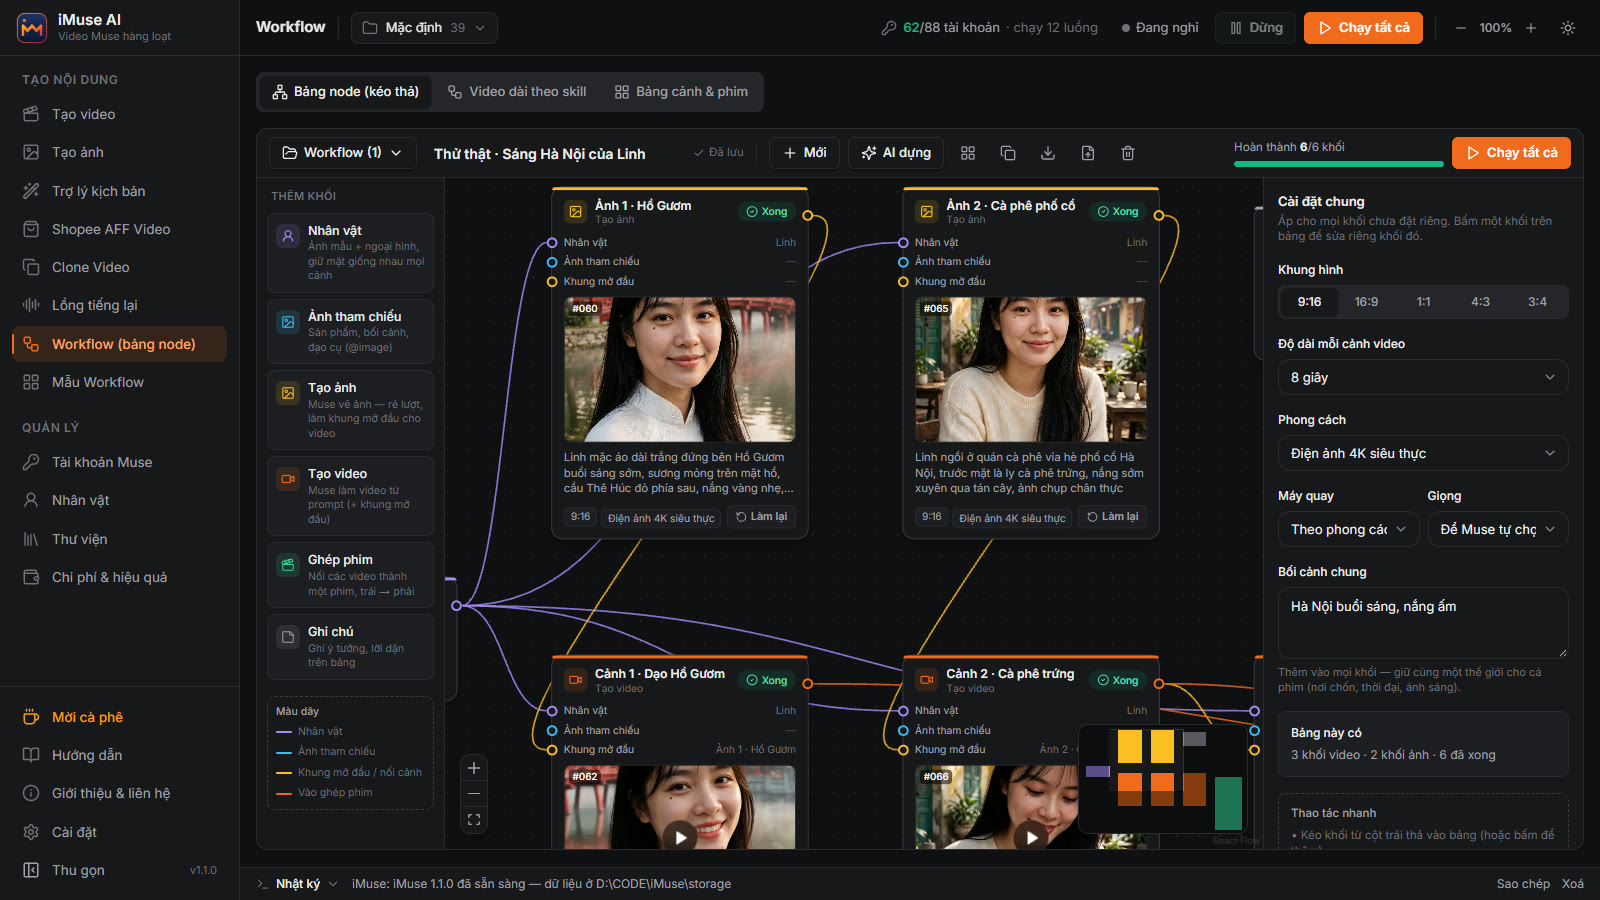 iMuse AI
Video Muse hàng loạt
TẠO NỘI DUNG
Tạo video
Tạo ảnh
Trợ lý kịch bản
Shopee AFF Video
Clone Video
Lồng tiếng lại
Workflow (bảng node)
Mẫu Workflow
QUẢN LÝ
Tài khoản Muse
Nhân vật
Thư viện
Chi phí & hiệu quả
Mời cà phê
Hướng dẫn
Giới thiệu & liên hệ
Cài đặt
Thu gọn v1.1.0
Workflow Mặc định 39
62/88 tài khoản · chạy 12 luồng Đang nghỉ Dừng Chạy tất cả 100%
Bảng node (kéo thả) Video dài theo skill Bảng cảnh & phim
Workflow (1) Thử thật · Sáng Hà Nội của Linh Đã lưu Mới AI dựng
Hoàn thành 6/6 khối Chạy tất cả
THÊM KHỐI
Nhân vật
Ảnh mẫu + ngoại hình,
giữ mặt giống nhau mọi
cảnh
Ảnh tham chiếu
Sản phẩm, bối cảnh,
đạo cụ (@image)
Tạo ảnh
Muse vẽ ảnh — rẻ lượt,
làm khung mở đầu cho
video
Tạo video
Muse làm video từ
prompt (+ khung mở
đầu)
Ghép phim
Nối các video thành
một phim, trái → phải
Ghi chú
Ghi ý tưởng, lời dặn
trên bảng
Màu dây
Nhân vật
Ảnh tham chiếu
Khung mở đầu / nối cảnh
Vào ghép phim
Ảnh 1 · Hồ Gươm
Tạo ảnh
Xong
Nhân vật Linh
Ảnh tham chiếu —
Khung mở đầu —
#060
Linh mặc áo dài trắng đứng bên Hồ Gươm
buổi sáng sớm, sương mỏng trên mặt hồ,
cầu Thê Húc đỏ phía sau, nắng vàng nhẹ,...
9:16 Điện ảnh 4K siêu thực Làm lại
Ảnh 2 · Cà phê phố cổ
Tạo ảnh
Xong
Nhân vật Linh
Ảnh tham chiếu —
Khung mở đầu —
#065
Linh ngồi ở quán cà phê vỉa hè phố cổ Hà
Nội, trước mặt là ly cà phê trứng, nắng sớm
xuyên qua tán cây, ảnh chụp chân thực
9:16 Điện ảnh 4K siêu thực Làm lại
Cảnh 1 · Dạo Hồ Gươm
Tạo video
Xong
Nhân vật Linh
Ảnh tham chiếu —
Khung mở đầu Ảnh 1 · Hồ Gươm
#062
Cảnh 2 · Cà phê trứng
Tạo video
Xong
Nhân vật Linh
Ảnh tham chiếu
Khung mở đầu Ảnh 2 ·
#066
React Flow
Cài đặt chung
Áp cho mọi khối chưa đặt riêng. Bấm một khối trên
bảng để sửa riêng khối đó.
Khung hình
9:16 16:9 1:1 4:3 3:4
Độ dài mỗi cảnh video
8 giây
Phong cách
Điện ảnh 4K siêu thực
Máy quay Giọng
Theo phong các Để Muse tự chọ
Bối cảnh chung
Hà Nội buổi sáng, nắng ấm
Thêm vào mọi khối — giữ cùng một thế giới cho cả
phim (nơi chốn, thời đại, ánh sáng).
Bảng này có
3 khối video · 2 khối ảnh · 6 đã xong
Thao tác nhanh
• Kéo khối từ cột trái thả vào bảng (hoặc bấm để
Nhật ký iMuse: iMuse 1.1.0 đã sẵn sàng — dữ liệu ở D:\CODE\iMuse\storage Sao chép Xoá